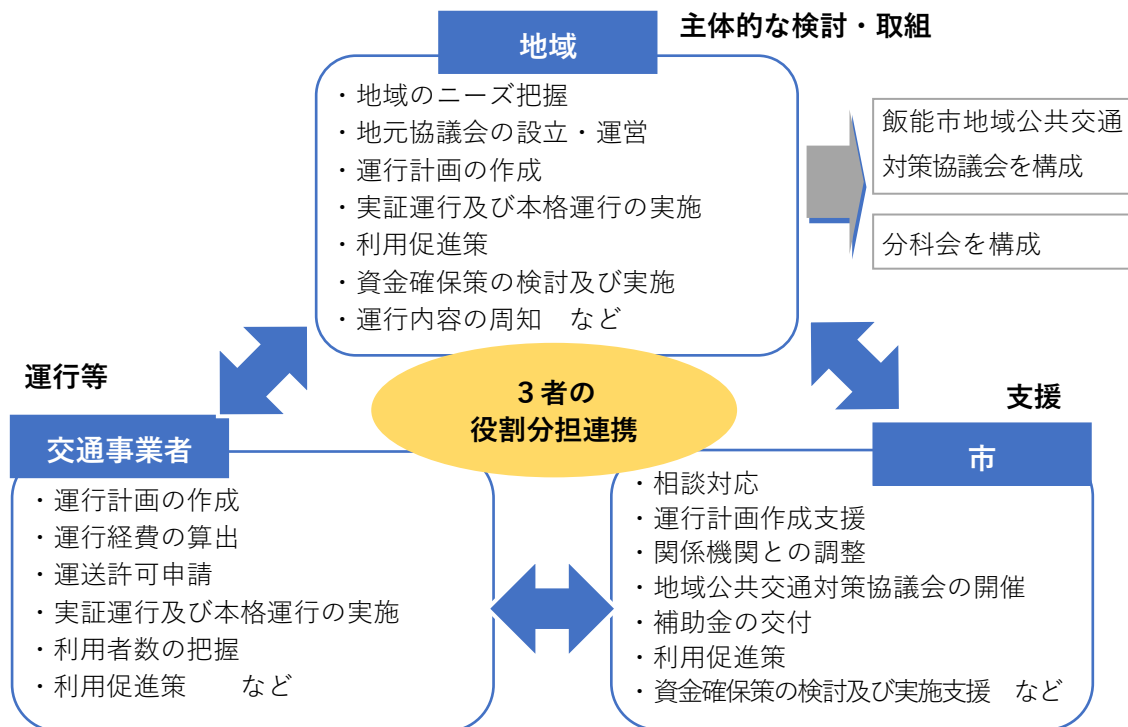 主体的な検討・取組
地域
・地域のニーズ把握
・地元協議会の設立・運営
・運行計画の作成
・実証運行及び本格運行の実施
・利用促進策
・資金確保策の検討及び実施
・運行内容の周知　など
飯能市地域公共交通
対策協議会を構成
分科会を構成
３者の
役割分担連携
運行等
交通事業者
・運行計画の作成
・運行経費の算出
・運送許可申請
・実証運行及び本格運行の実施
・利用者数の把握
・利用促進策　　など
支援
市
・相談対応
・運行計画作成支援
・関係機関との調整
・地域公共交通対策協議会の開催
・補助金の交付
・利用促進策
・資金確保策の検討及び実施支援　など